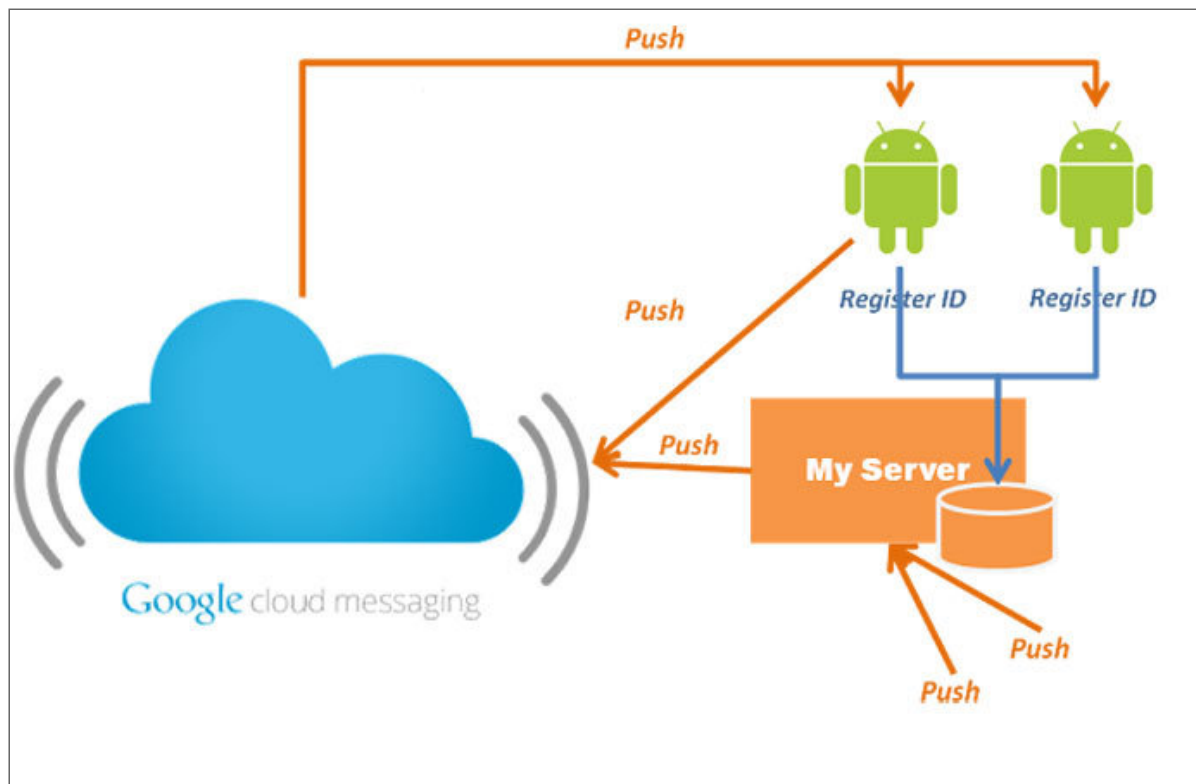 Push
Register ID
Register ID
Push
Push
My Server
Google cloud messaging
Push
Push